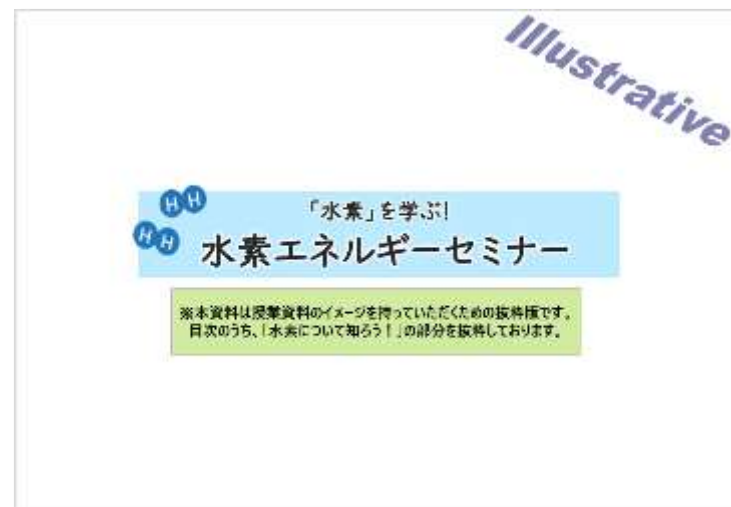 Illustrative
H H
「水素」を学ぶ!
H H
水素エネルギーセミナー
※本資料は授業資料のイメージを持っていただくための抜粋版です。
目次のうち、「水素について知ろう！」の部分を抜粋しております。